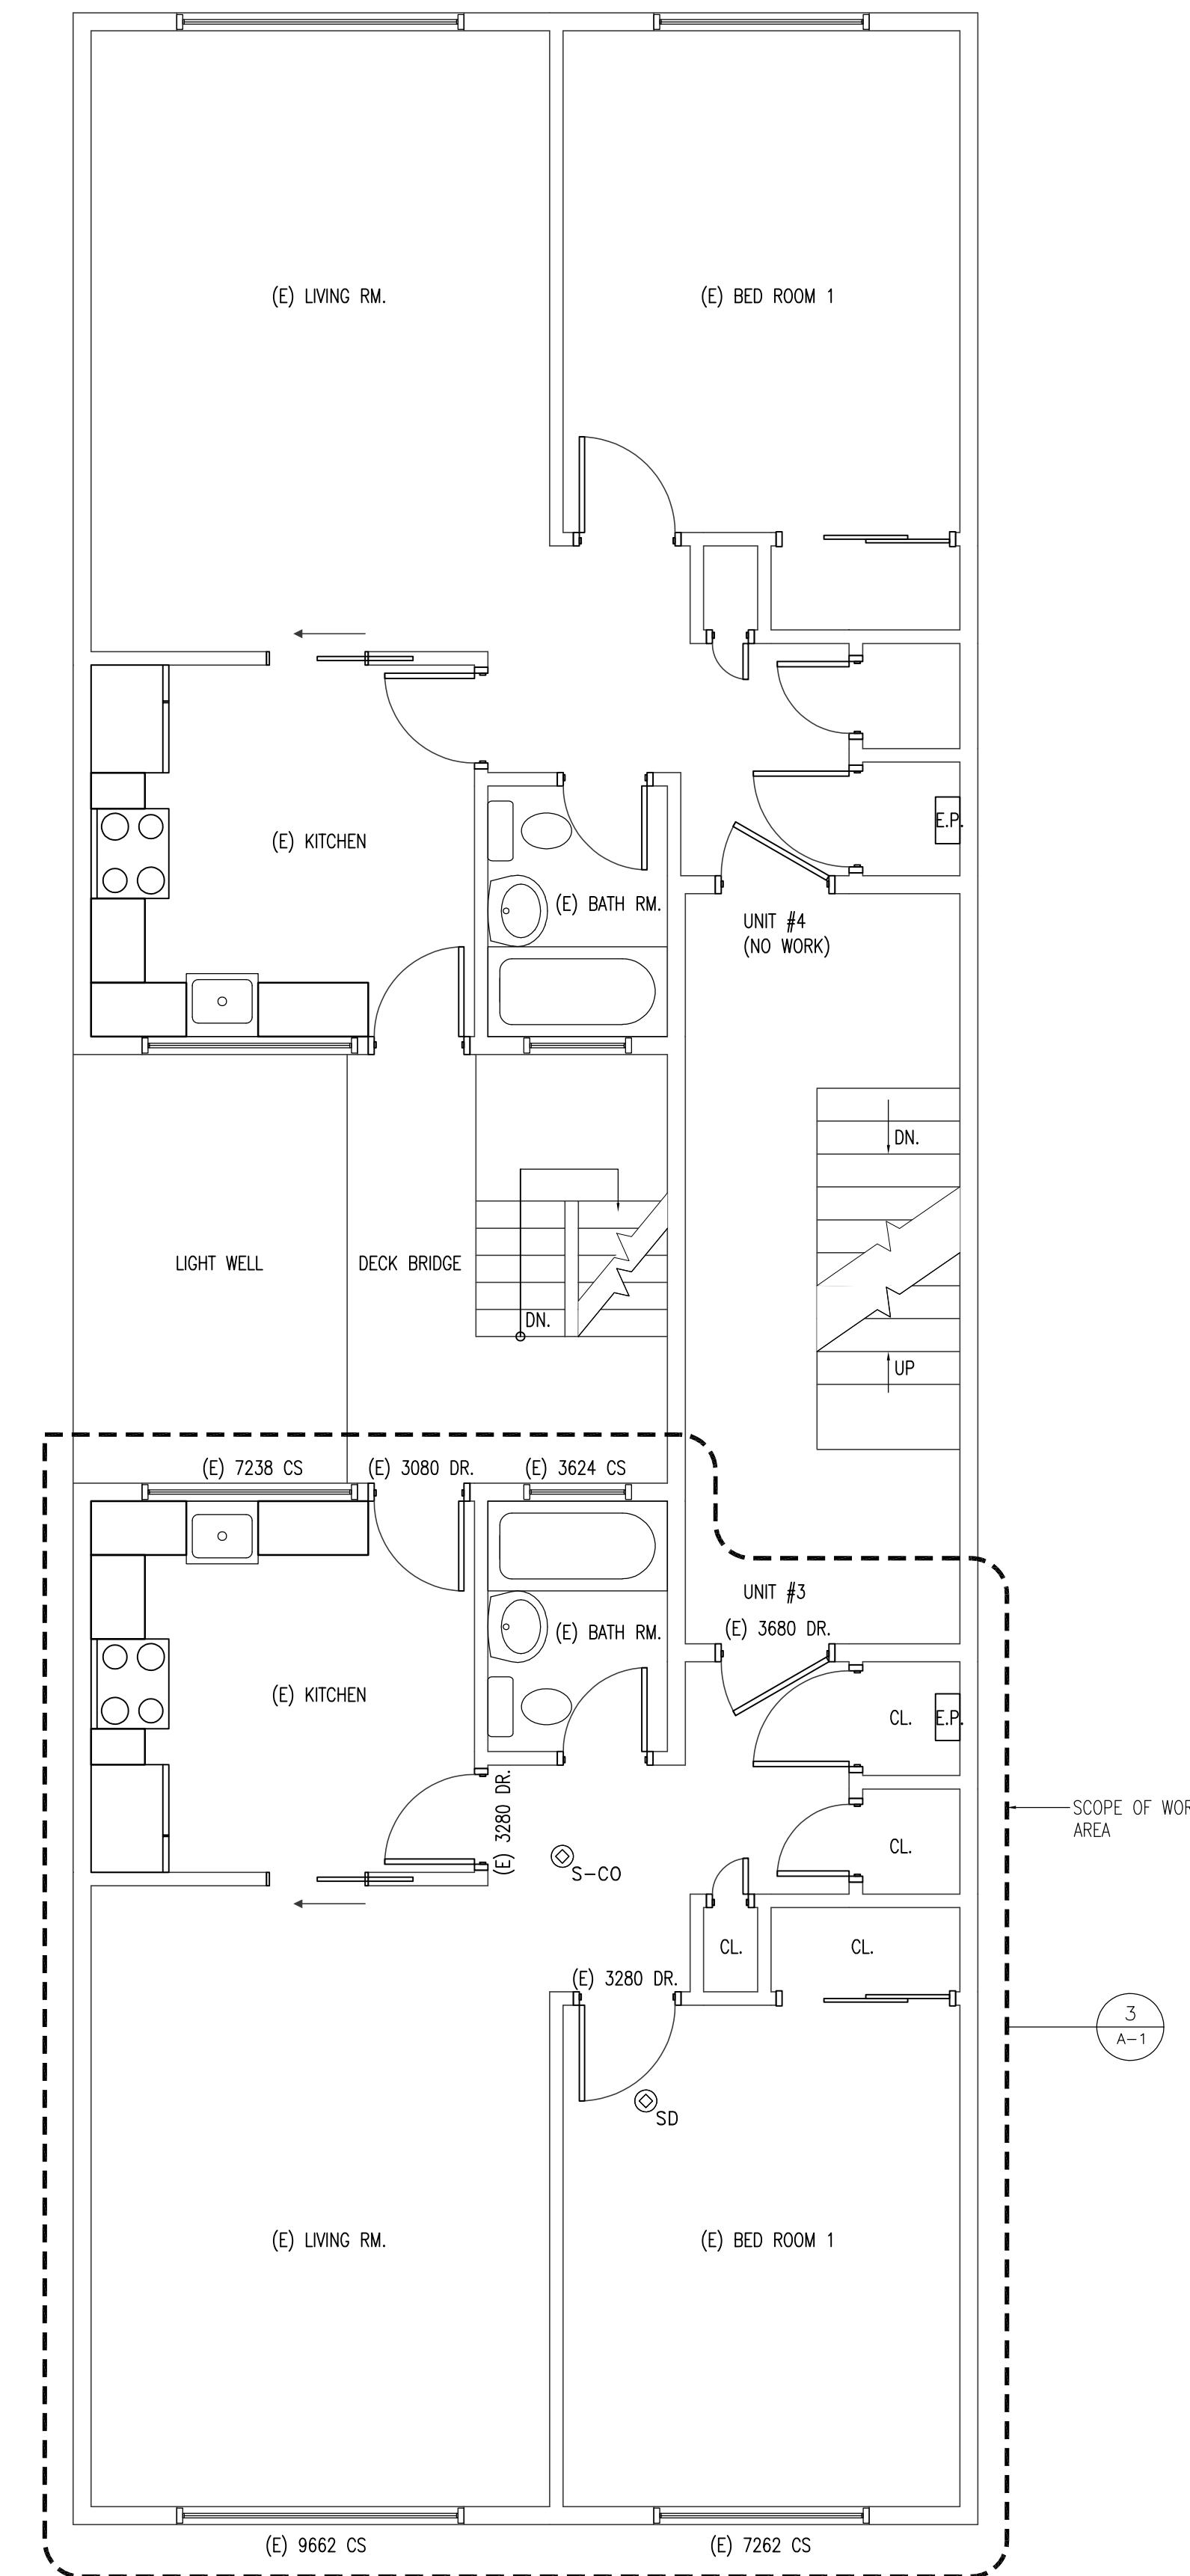 (E) LIVING RM.
(E) BED ROOM 1
(E) KITCHEN
E.P.
(E) BATH RM.
UNIT #4
(NO WORK)
DN.
LIGHT WELL
DECK BRIDGE
DN.
UP
(E) 7238 CS
(E) 3080 DR.
(E) 3624 CS
UNIT #3
(E) 3680 DR.
(E) BATH RM.
(E) KITCHEN
CL.
E.P.
(E) 3280 DR.
SCOPE OF WOR
AREA
CL.
S-CO
CL.
CL.
(E) 3280 DR.
3
A-1
SD
(E) LIVING RM.
(E) BED ROOM 1
(E) 9662 CS
(E) 7262 CS